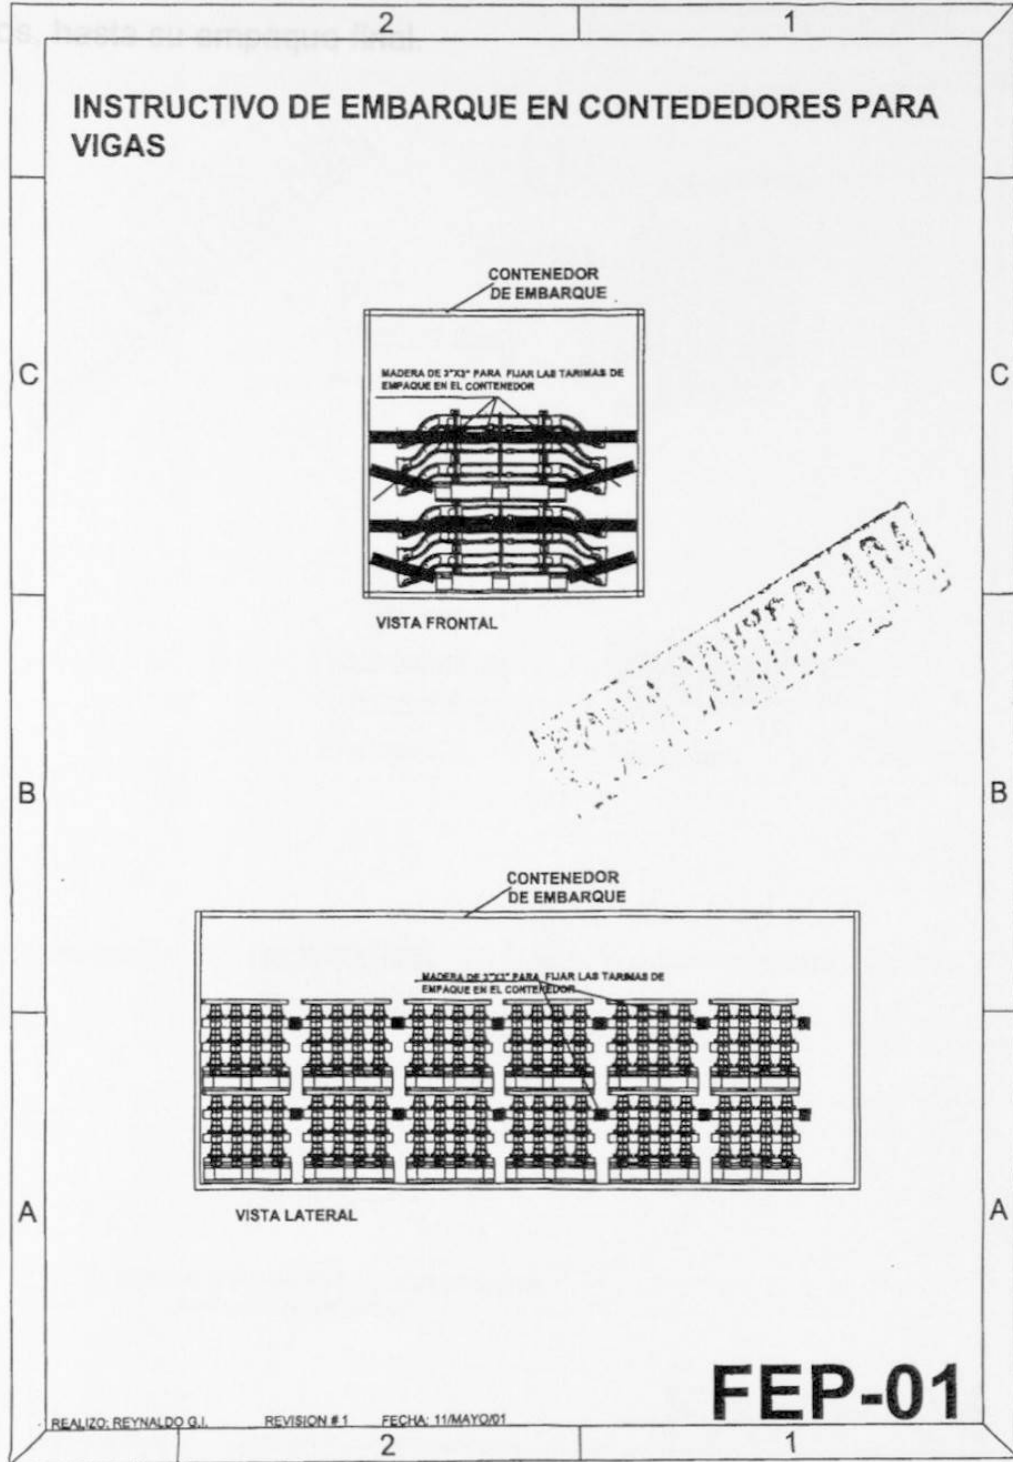 2 1
os, hasta su empaque final.
INSTRUCTIVO DE EMBARQUE EN CONTEDEDORES PARA
VIGAS
CONTENEDOR
DE EMBARQUE
C C
MADERA DE 3"X3" PARA FIJAR LAS TARIMAS DE
EMPAQUE EN EL CONTENEDOR
VISTA FRONTAL
B B
CONTENEDOR
DE EMBARQUE
MADERA DE 3"X3" PARA FIJAR LAS TARIMAS DE
EMPAQUE EN EL CONTENEDOR
A A
VISTA LATERAL
FEP-01
REALIZO: REYNALDO G.I. REVISION # 1 FECHA: 11/MAYO/01
2 1